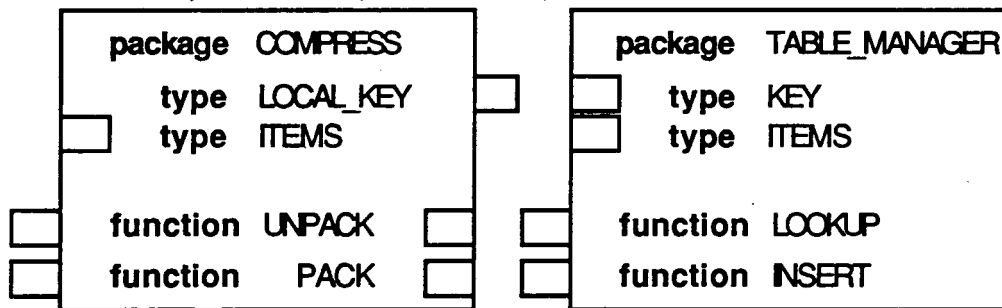 package COMPRESS
type LOCAL_KEY
type ITEMS
function UNPACK
function PACK
package TABLE_MANAGER
type KEY
type ITEMS
function LOOKUP
function INSERT